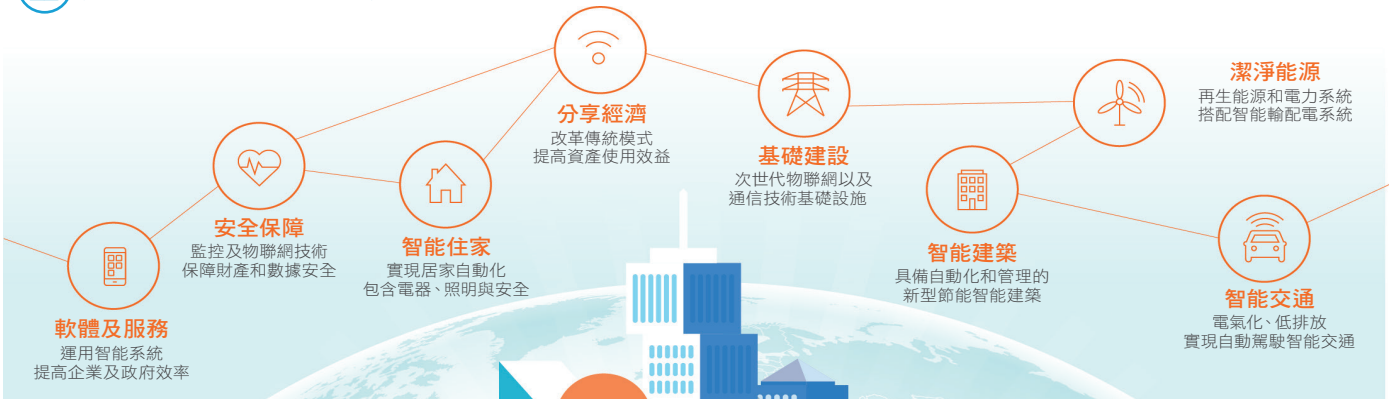 軟體及服務
運用智能系統
提高企業及政府效率
安全保障
監控及物聯網技術
保障財產和數據安全
智能住家
實現居家自動化
包含電器、照明與安全
分享經濟
改革傳統模式
提高資產使用效益
基礎建設
次世代物聯網以及
通信技術基礎設施
智能建築
具備自動化和管理的
新型節能智能建築
潔淨能源
再生能源和電力系統
搭配智能輸配電系統
智能交通
電氣化、低排放
實現自動駕駛智能交通